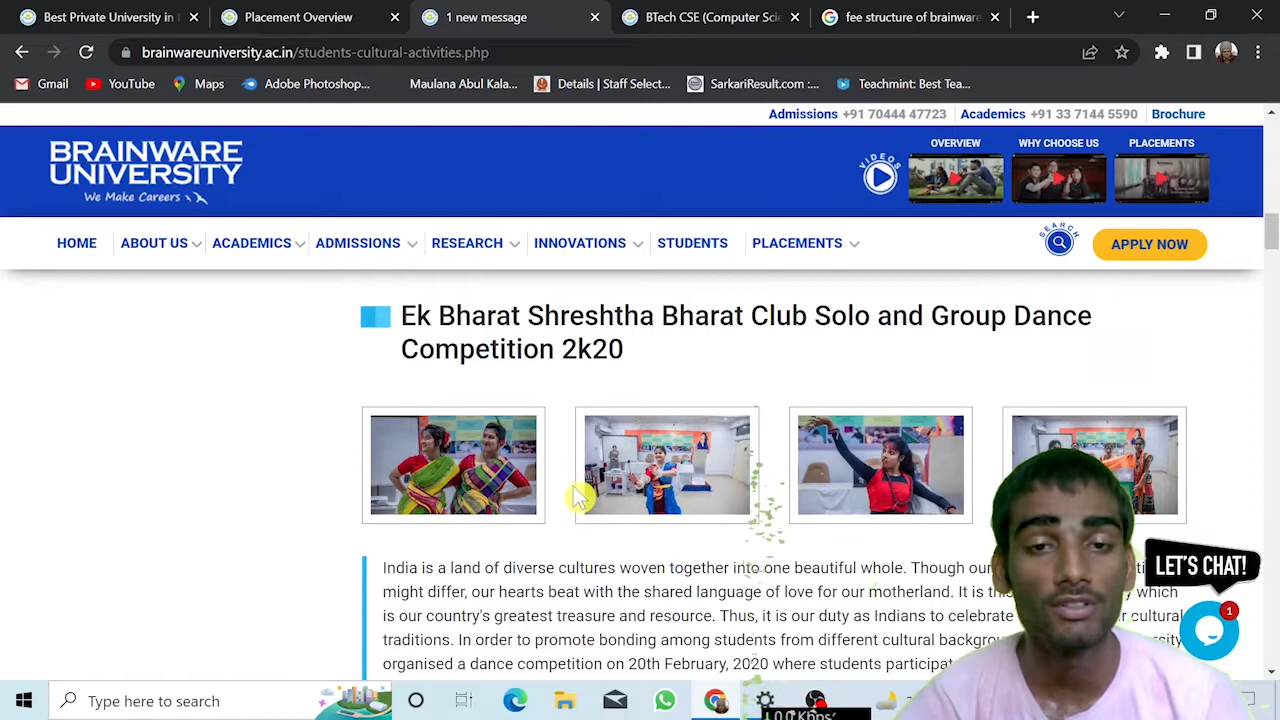 Best Private University in
Placement Overview
1 new message
BTech CSE (Computer Sci
fee structure of brainware
brainwareuniversity.ac.in/students-cultural-activities.php
Gmail
YouTube
Maps
Adobe Photoshop...
Maulana Abul Kala...
Details | Staff Select...
SarkariResult.com :...
Teachmint: Best Tea...
Admissions +91 70444 47723
Academics +91 33 7144 5590
Brochure
BRAINWARE
UNIVERSITY
We Make Careers
VIDEOS
OVERVIEW
WHY CHOOSE US
PLACEMENTS
HOME
ABOUT US
ACADEMICS
ADMISSIONS
RESEARCH
INNOVATIONS
STUDENTS
PLACEMENTS
SEARCH
APPLY NOW
Ek Bharat Shreshtha Bharat Club Solo and Group Dance
Competition 2k20
India is a land of diverse cultures woven together into one beautiful whole. Though our
might differ, our hearts beat with the shared language of love for our motherland. It is which
is our country's greatest treasure and resource. Thus, it is our duty as Indians to celebrate cultural
traditions. In order to promote bonding among students from different cultural
organised a dance competition on 20th February, 2020 where students
LET'S CHAT!
1
Type here to search